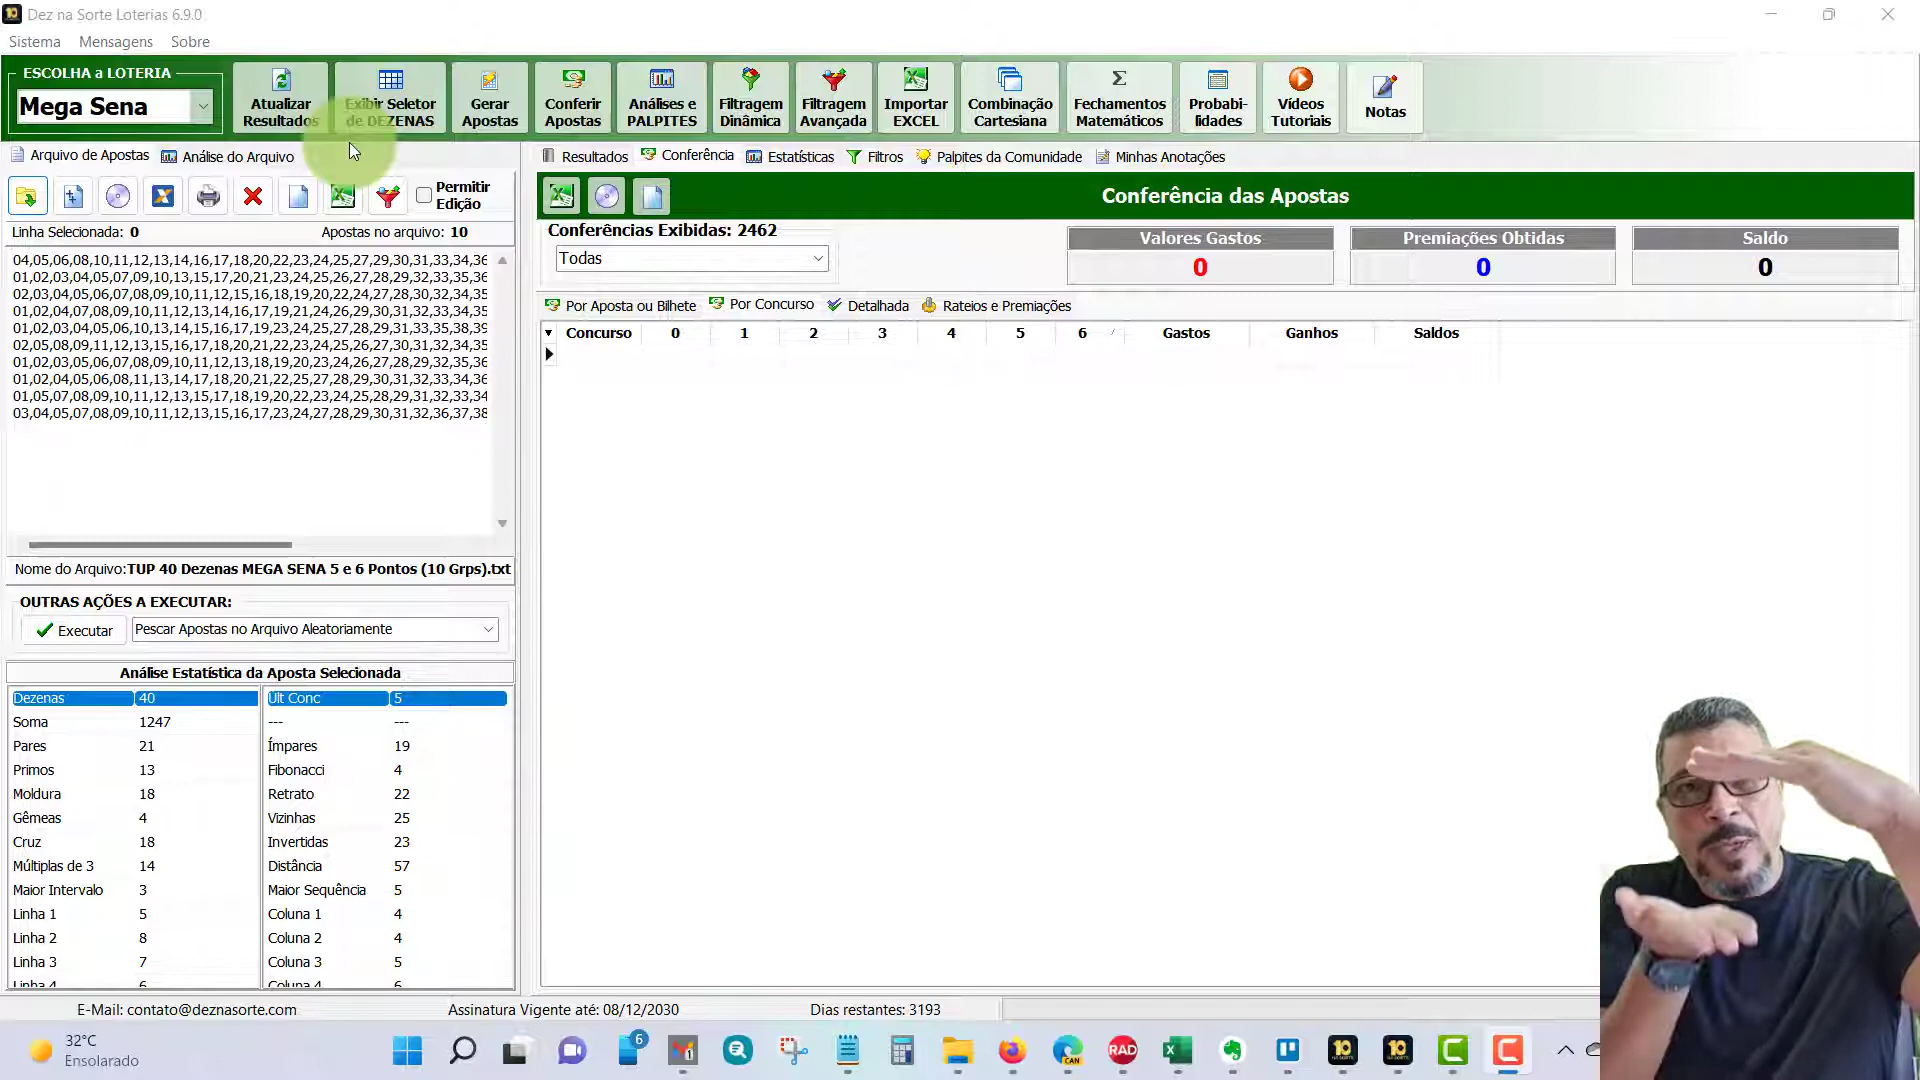 Dez na Sorte Loterias 6.9.0
Sistema Mensagens Sobre
ESCOLHA a LOTERIA
Mega Sena
Atualizar Resultados
Exibir Seletor de DEZENAS
Gerar Apostas
Conferir Apostas
Análises e PALPITES
Filtragem Dinâmica
Filtragem Avançada
Importar EXCEL
Combinação Cartesiana
Fechamentos Matemáticos
Probabi-lidades
Vídeos Tutoriais
Notas
Arquivo de Apostas Análise do Arquivo
Permitir Edição
Linha Selecionada: 0 Apostas no arquivo: 10
04,05,06,08,10,11,12,13,14,16,17,18,20,22,23,24,25,27,29,30,31,33,34,36
01,02,03,04,05,07,09,10,13,16,17,20,21,23,24,25,26,27,28,29,32,33,34,35
02,03,04,05,06,07,08,09,10,11,12,15,16,18,19,20,22,24,27,28,30,32,34,35
01,02,04,07,08,09,10,11,12,13,14,16,17,19,21,24,26,29,30,31,32,33,34,35
01,02,03,04,05,06,10,13,14,15,16,17,19,23,24,25,26,27,28,29,31,33,35,38,39
02,05,08,09,11,12,13,15,16,17,18,20,21,22,23,24,25,26,27,29,31,32,34,35
01,02,03,05,06,07,08,09,10,11,12,13,18,19,20,23,24,26,27,28,29,32,35,36
01,02,04,05,06,08,11,13,14,17,18,20,21,22,25,27,28,29,30,31,32,33,34,36
01,05,07,08,09,10,11,12,13,15,17,18,19,20,22,23,24,25,28,30,31,32,33,34
03,04,05,07,08,09,10,11,12,13,15,16,17,23,24,27,28,29,30,31,32,36,37,38
Nome do Arquivo:TUP 40 Dezenas MEGA SENA 5 e 6 Pontos (10 Grps).txt
OUTRAS AÇÕES A EXECUTAR:
Executar Pescar Apostas no Arquivo Aleatoriamente
Análise Estatística da Aposta Selecionada
Dezenas 40 Ult Conc 5
Soma 1247 --- ---
Pares 21 Ímpares 19
Primos 13 Fibonacci 4
Moldura 18 Retrato 22
Gêmeas 4 Vizinhas 25
Cruz 18 Invertidas 23
Múltiplas de 3 14 Distância 57
Maior Intervalo 3 Maior Sequência 5
Linha 1 5 Coluna 1 4
Linha 2 8 Coluna 2 4
Linha 3 7 Coluna 3 5
Linha 4 6 Coluna 4 6
Resultados Conferência Estatísticas Filtros Palpites da Comunidade Minhas Anotações
Conferência das Apostas
Conferências Exibidas: 2462
Todas
Valores Gastos Premiações Obtidas Saldo
0 0 0
Por Aposta ou Bilhete Por Concurso Detalhada Rateios e Premiações
Concurso 0 1 2 3 4 5 6 Gastos Ganhos Saldos
E-Mail: contato@deznasorte.com Assinatura Vigente até: 08/12/2030 Dias restantes: 3193
32°C
Ensolarado
6
1
CAN
RAD
10
10